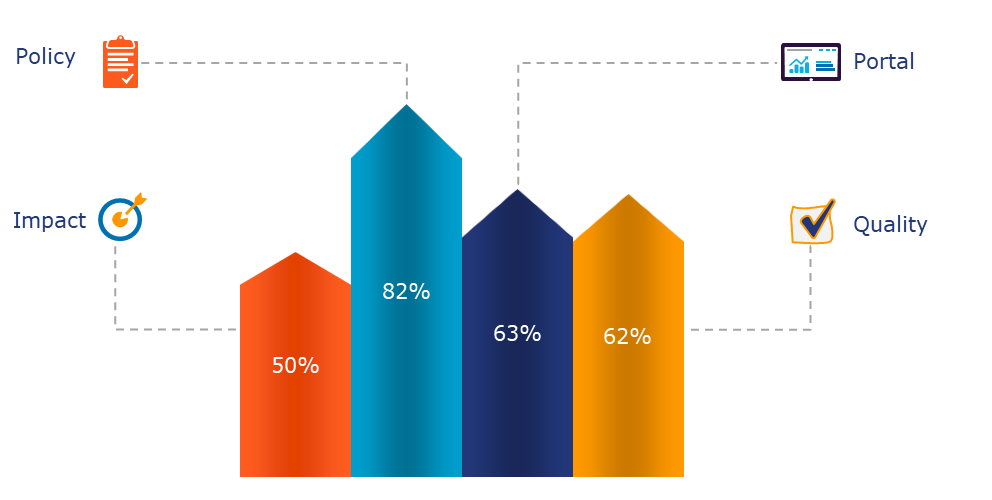 Policy
Portal
Impact
Quality
50%
82%
63%
62%